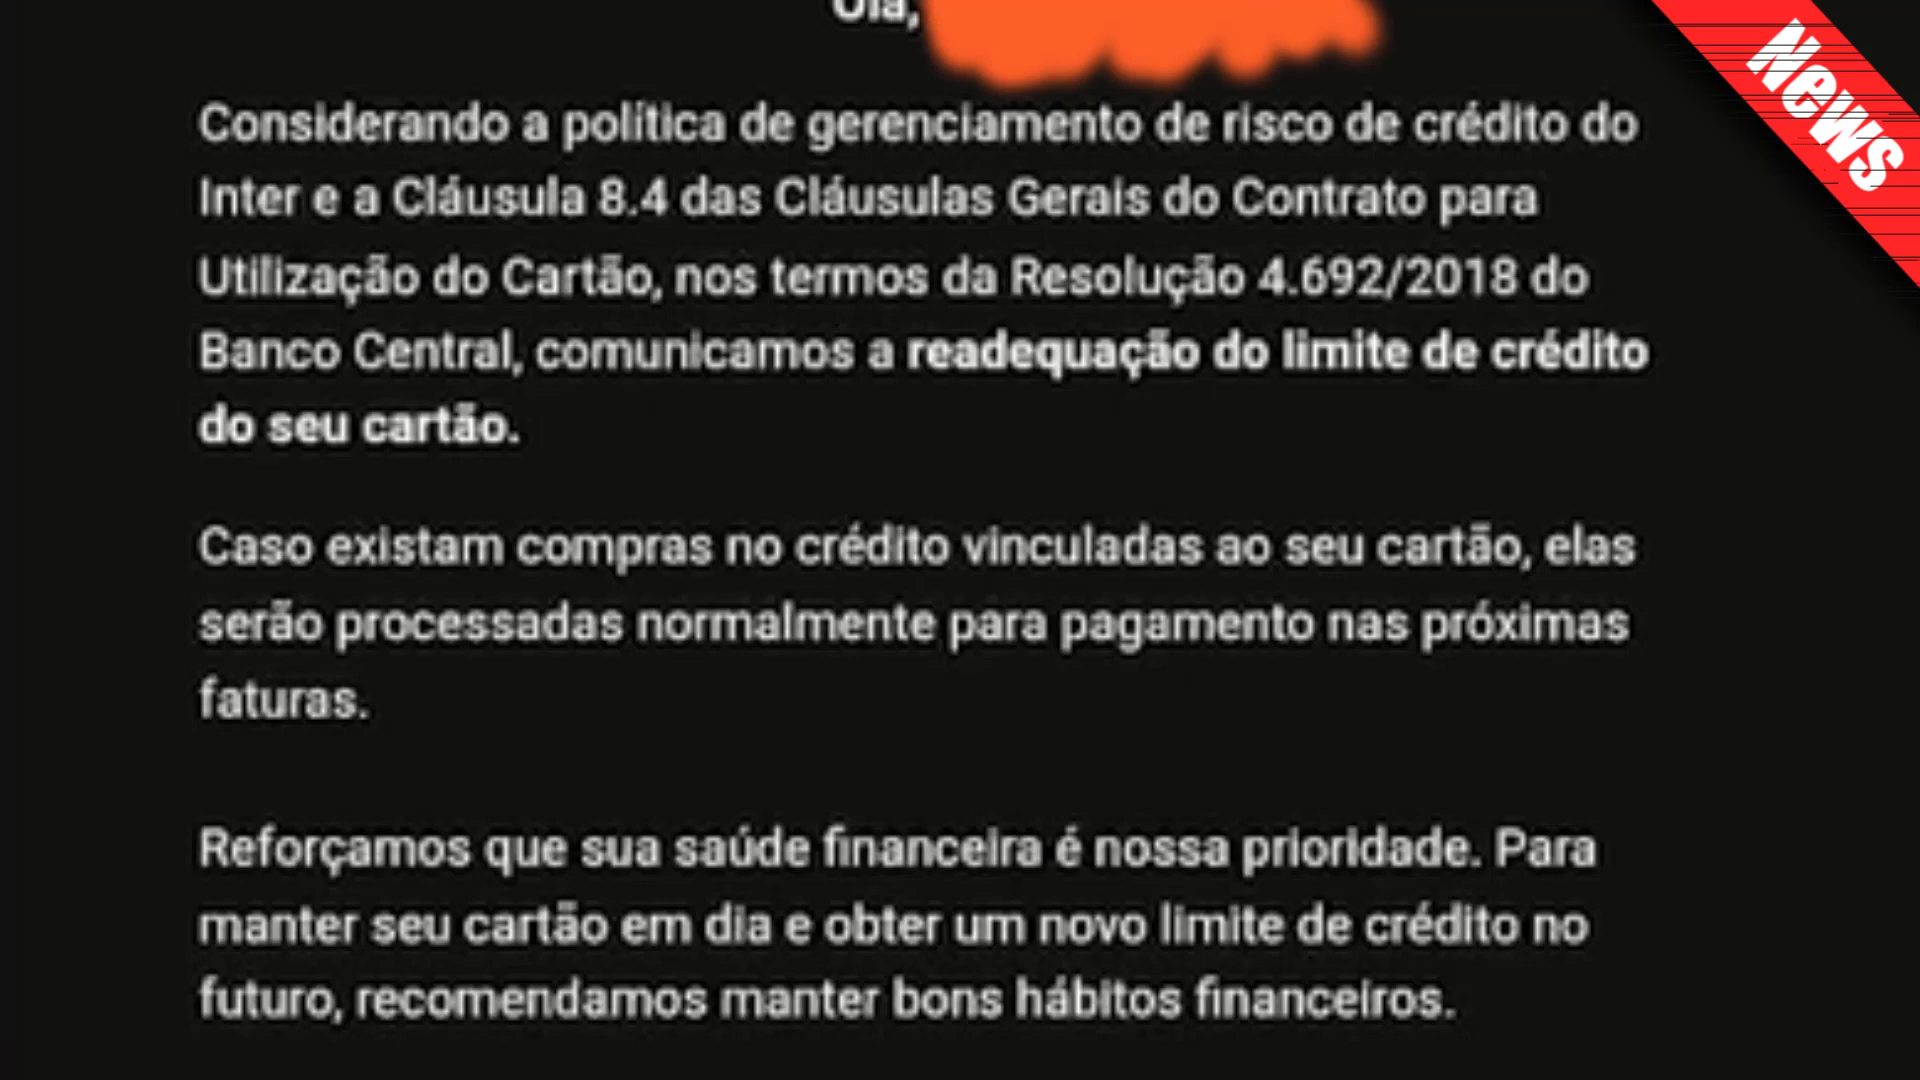 Olá,
News
Considerando a política de gerenciamento de risco de crédito do
Inter e a Cláusula 8.4 das Cláusulas Gerais do Contrato para
Utilização do Cartão, nos termos da Resolução 4.692/2018 do
Banco Central, comunicamos a readequação do limite de crédito
do seu cartão.
Caso existam compras no crédito vinculadas ao seu cartão, elas
serão processadas normalmente para pagamento nas próximas
faturas.
Reforçamos que sua saúde financeira é nossa prioridade. Para
manter seu cartão em dia e obter um novo limite de crédito no
futuro, recomendamos manter bons hábitos financeiros.